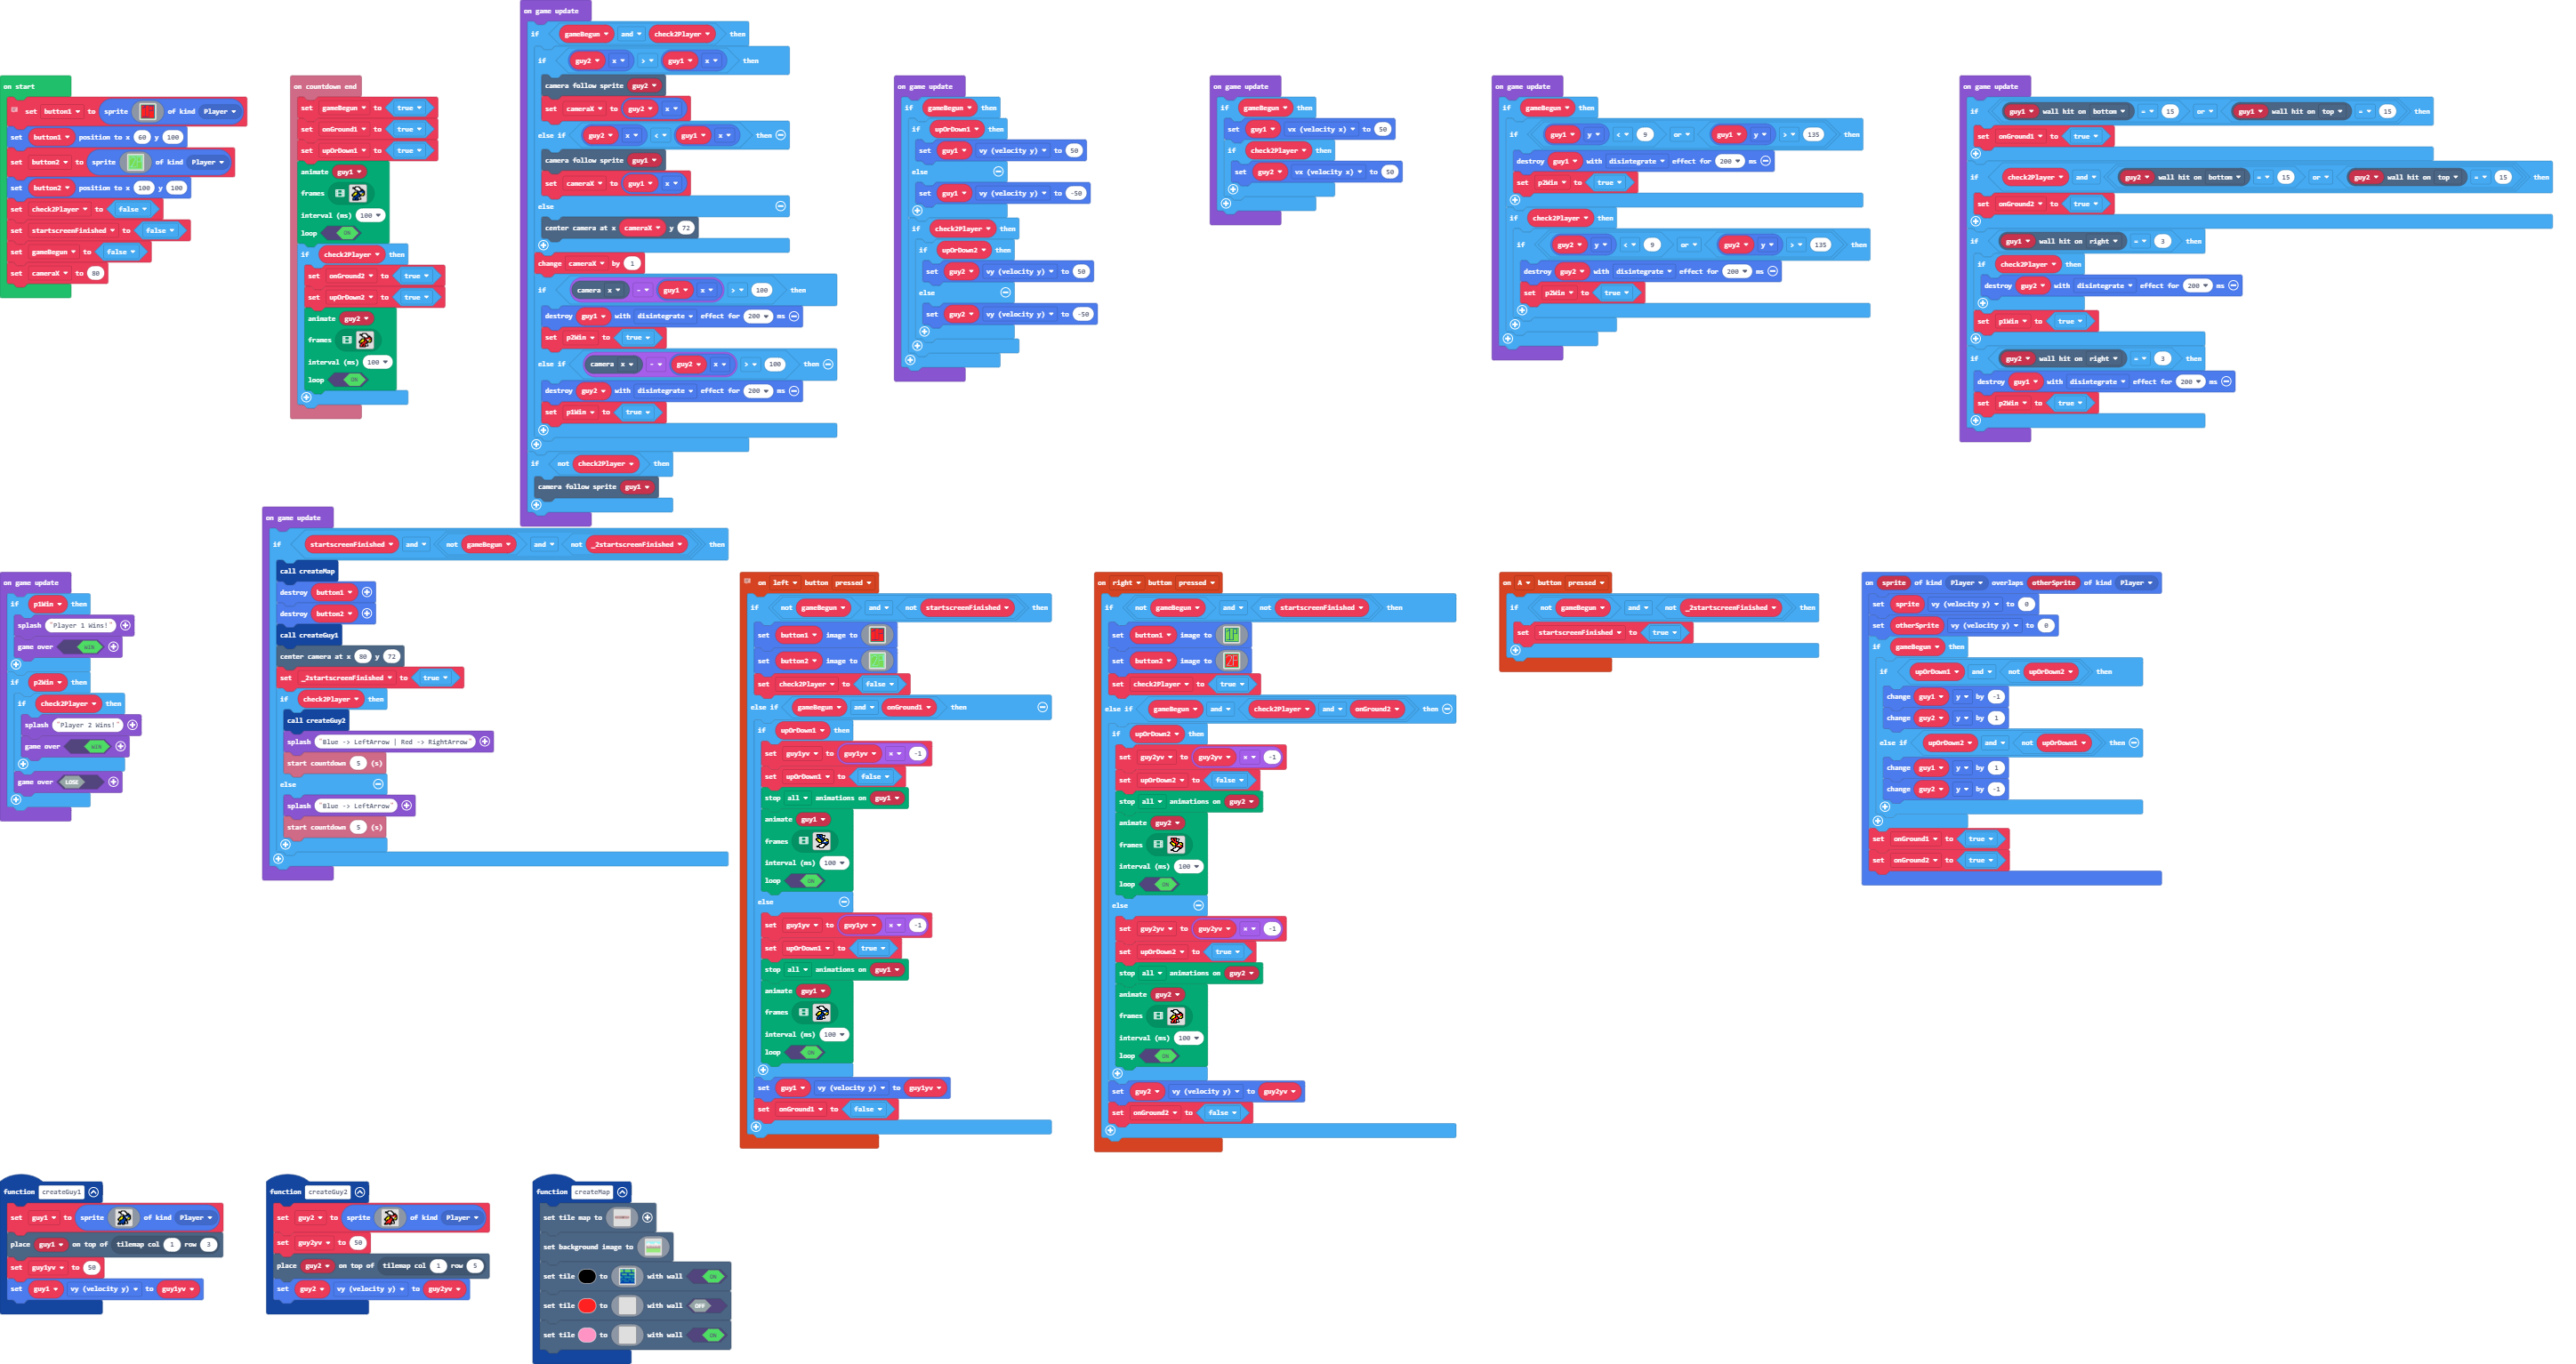 on start
set button1 to sprite of kind Player
set button1 position to x 60 y 100
set button2 to sprite of kind Player
set button2 position to x 100 y 100
set check2Player to false
set startscreenFinished to false
set gameBegun to false
set cameraX to 80
on countdown end
set gameBegun to true
set onGround1 to true
set upOrDown1 to true
animate guy1
frames
interval (ms) 100
loop ON
if check2Player then
set onGround2 to true
set upOrDown2 to true
animate guy2
frames
interval (ms) 100
loop ON
on game update
if gameBegun and check2Player then
if guy2 x > guy1 x then
camera follow sprite guy2
set cameraX to guy2 x
else if guy2 x < guy1 x then
camera follow sprite guy1
set cameraX to guy1 x
else
center camera at x cameraX y 72
change cameraX by 1
if camera x - guy1 x > 100 then
destroy guy1 with disintegrate effect for 200 ms
set p2Win to true
else if camera x - guy2 x > 100 then
destroy guy2 with disintegrate effect for 200 ms
set p1Win to true
if not check2Player then
camera follow sprite guy1
on game update
if gameBegun then
if upOrDown1 then
set guy1 vy (velocity y) to 50
else
set guy1 vy (velocity y) to -50
if check2Player then
if upOrDown2 then
set guy2 vy (velocity y) to 50
else
set guy2 vy (velocity y) to -50
on game update
if gameBegun then
set guy1 vx (velocity x) to 50
if check2Player then
set guy2 vx (velocity x) to 50
on game update
if gameBegun then
if guy1 y < 9 or guy1 y > 135 then
destroy guy1 with disintegrate effect for 200 ms
set p2Win to true
if check2Player then
if guy2 y < 9 or guy2 y > 135 then
destroy guy2 with disintegrate effect for 200 ms
set p2Win to true
on game update
if guy1 wall hit on bottom = 15 or guy1 wall hit on top = 15 then
set onGround1 to true
if check2Player and guy2 wall hit on bottom = 15 or guy2 wall hit on top = 15 then
set onGround2 to true
if guy1 wall hit on right = 3 then
if check2Player then
destroy guy2 with disintegrate effect for 200 ms
set p1Win to true
if guy2 wall hit on right = 3 then
destroy guy1 with disintegrate effect for 200 ms
set p2Win to true
on game update
if p1Win then
splash "Player 1 Wins!"
game over WIN
if p2Win then
if check2Player then
splash "Player 2 Wins!"
game over WIN
game over LOSE
on game update
if startscreenFinished and not gameBegun and not _2startscreenFinished then
call createMap
destroy button1
destroy button2
call createGuy1
center camera at x 80 y 72
set _2startscreenFinished to true
if check2Player then
call createGuy2
splash "Blue -> LeftArrow | Red -> RightArrow"
start countdown 5 (s)
else
splash "Blue -> LeftArrow"
start countdown 5 (s)
on left button pressed
if not gameBegun and not startscreenFinished then
set button1 image to
set button2 image to
set check2Player to false
else if gameBegun and onGround1 then
if upOrDown1 then
set guy1yv to guy1yv x -1
set upOrDown1 to false
stop all animations on guy1
animate guy1
frames
interval (ms) 100
loop ON
else
set guy1yv to guy1yv x -1
set upOrDown1 to true
stop all animations on guy1
animate guy1
frames
interval (ms) 100
loop ON
set guy1 vy (velocity y) to guy1yv
set onGround1 to false
on right button pressed
if not gameBegun and not startscreenFinished then
set button1 image to
set button2 image to
set check2Player to true
else if gameBegun and check2Player and onGround2 then
if upOrDown2 then
set guy2yv to guy2yv x -1
set upOrDown2 to false
stop all animations on guy2
animate guy2
frames
interval (ms) 100
loop ON
else
set guy2yv to guy2yv x -1
set upOrDown2 to true
stop all animations on guy2
animate guy2
frames
interval (ms) 100
loop ON
set guy2 vy (velocity y) to guy2yv
set onGround2 to false
on A button pressed
if not gameBegun and not _2startscreenFinished then
set startscreenFinished to true
on sprite of kind Player overlaps otherSprite of kind Player
set sprite vy (velocity y) to 0
set otherSprite vy (velocity y) to 0
if gameBegun then
if upOrDown1 and not upOrDown2 then
change guy1 y by -1
change guy2 y by 1
else if upOrDown2 and not upOrDown1 then
change guy1 y by 1
change guy2 y by -1
set onGround1 to true
set onGround2 to true
function createGuy1
set guy1 to sprite of kind Player
place guy1 on top of tilemap col 1 row 3
set guy1yv to 50
set guy1 vy (velocity y) to guy1yv
function createGuy2
set guy2 to sprite of kind Player
set guy2yv to 50
place guy2 on top of tilemap col 1 row 5
set guy2 vy (velocity y) to guy2yv
function createMap
set tile map to
set background image to
set tile to with wall ON
set tile to with wall OFF
set tile to with wall ON